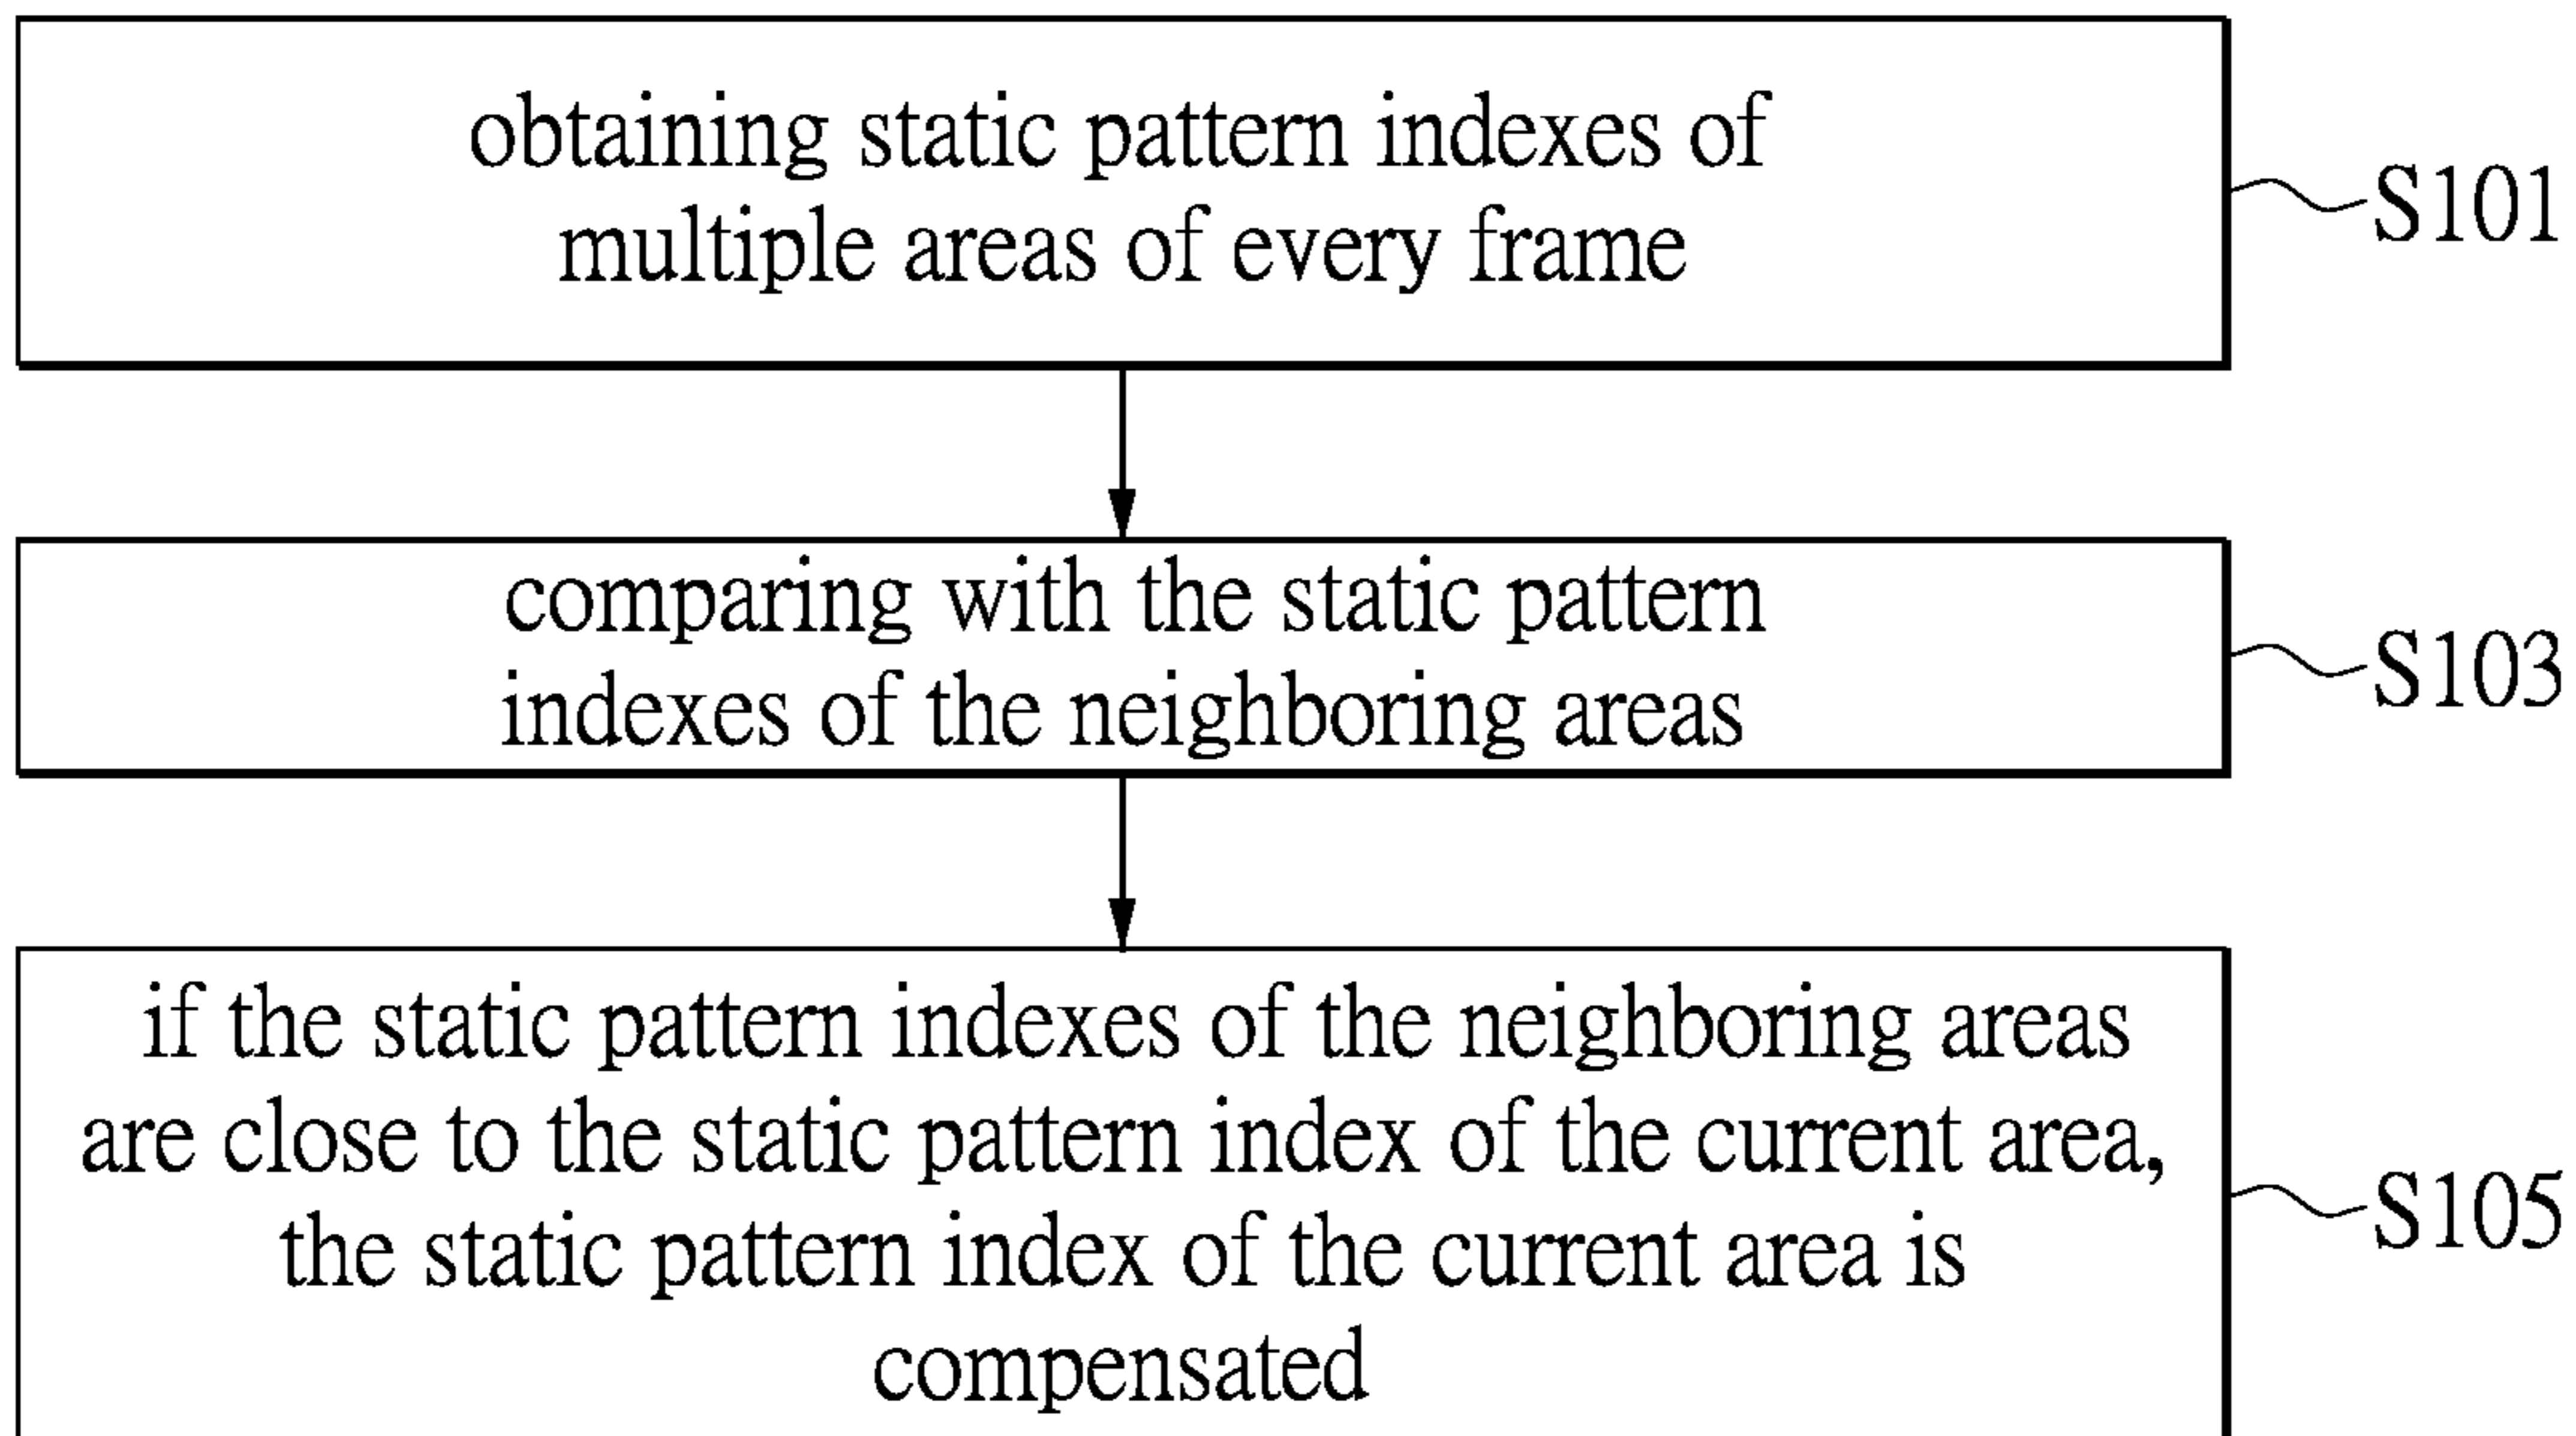 obtaining static pattern indexes of
multiple areas of every frame
S101
comparing with the static pattern
indexes of the neighboring areas
S103
if the static pattern indexes of the neighboring areas
are close to the static pattern index of the current area,
the static pattern index of the current area is
compensated
S105